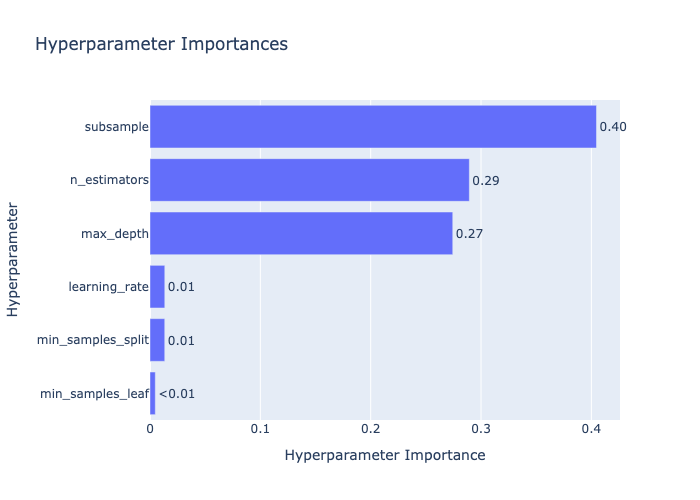 Hyperparameter Importances
Hyperparameter
subsample 0.40
n_estimators 0.29
max_depth 0.27
learning_rate 0.01
min_samples_split 0.01
min_samples_leaf <0.01
0 0.1 0.2 0.3 0.4
Hyperparameter Importance